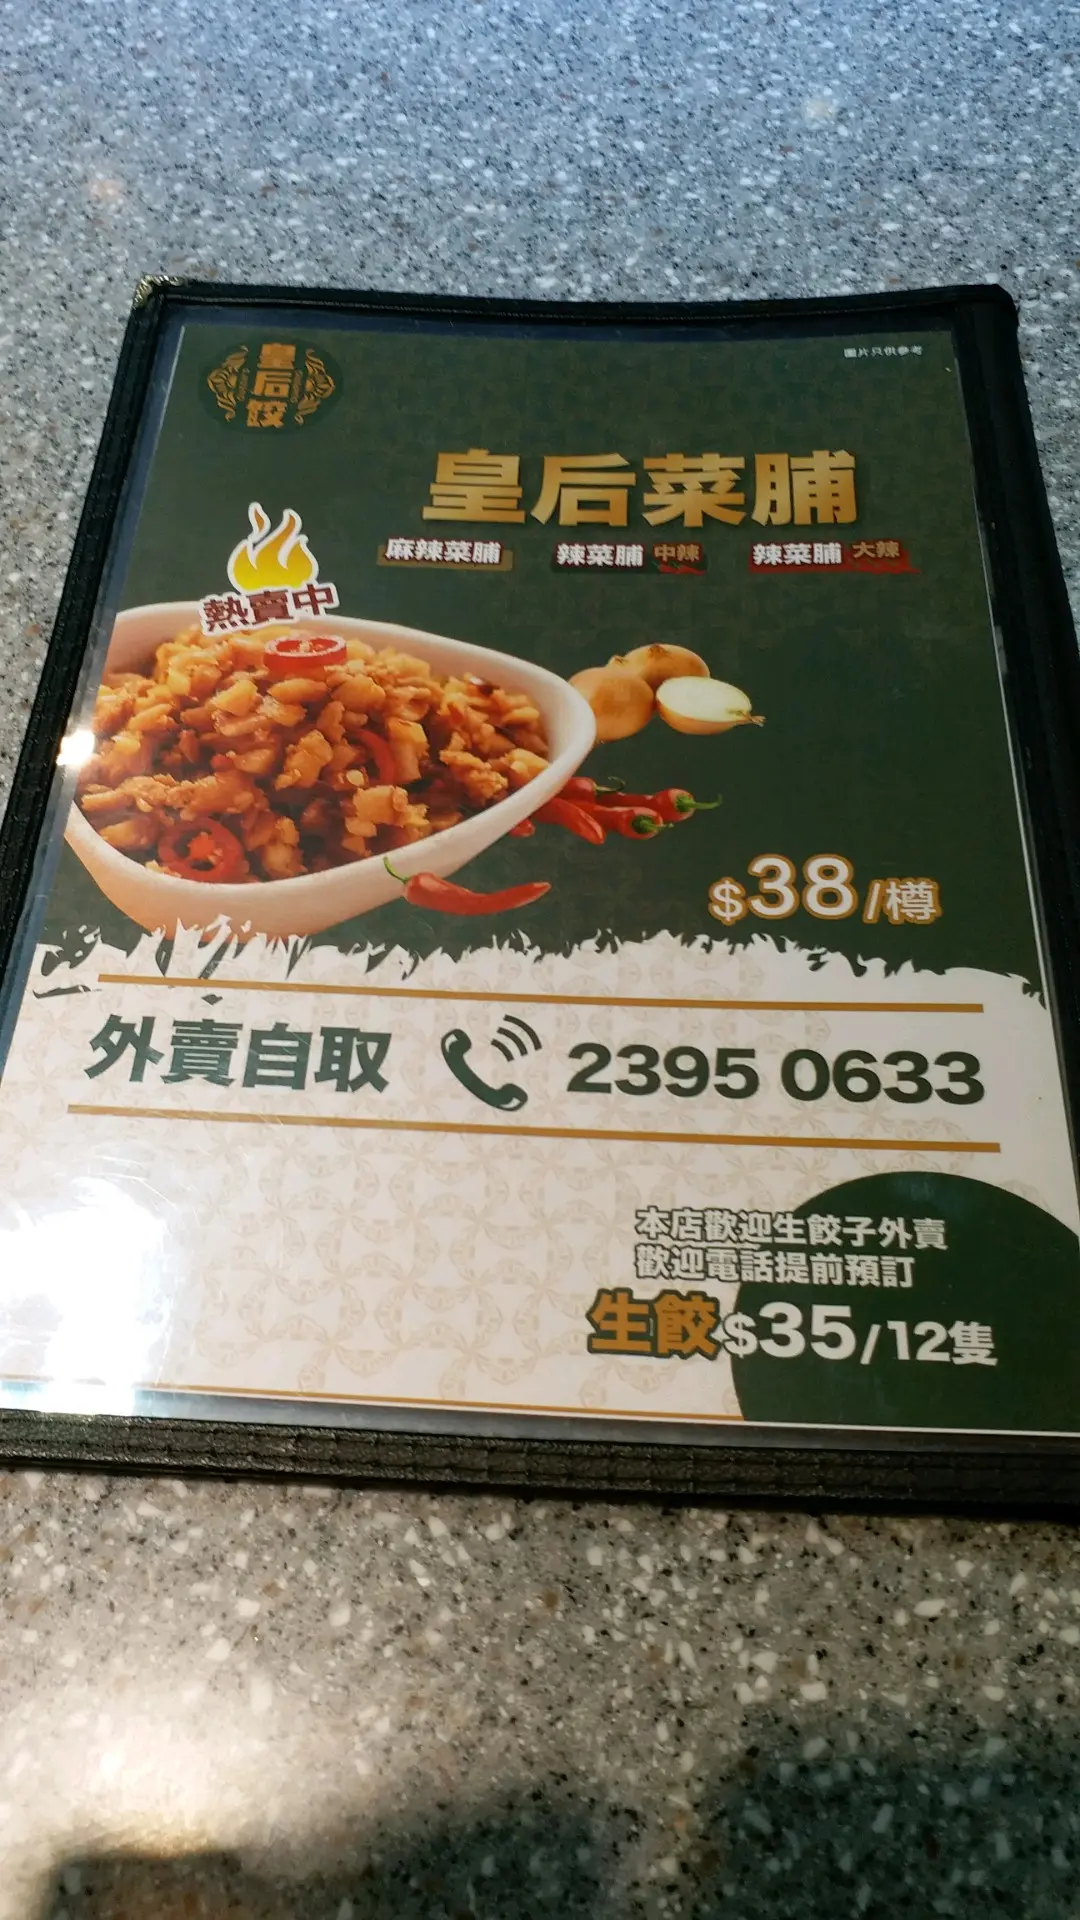 皇后餃
圖片只供參考
皇后菜脯
麻辣菜脯 辣菜脯 中辣 辣菜脯 大辣
熱賣中
$38/樽
外賣自取 2395 0633
本店歡迎生餃子外賣
歡迎電話提前預訂
生餃$35/12隻